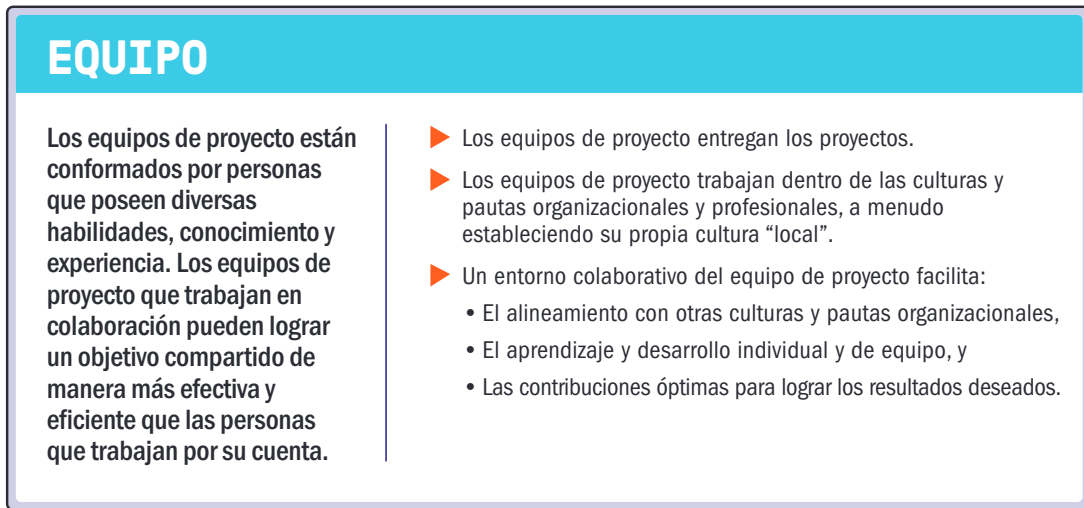 EQUIPO
Los equipos de proyecto están
conformados por personas
que poseen diversas
habilidades, conocimiento y
experiencia. Los equipos de
proyecto que trabajan en
colaboración pueden lograr
un objetivo compartido de
manera más efectiva y
eficiente que las personas
que trabajan por su cuenta.
Los equipos de proyecto entregan los proyectos.
Los equipos de proyecto trabajan dentro de las culturas y
pautas organizacionales y profesionales, a menudo
estableciendo su propia cultura “local”.
Un entorno colaborativo del equipo de proyecto facilita:
• El alineamiento con otras culturas y pautas organizacionales,
• El aprendizaje y desarrollo individual y de equipo, y
• Las contribuciones óptimas para lograr los resultados deseados.